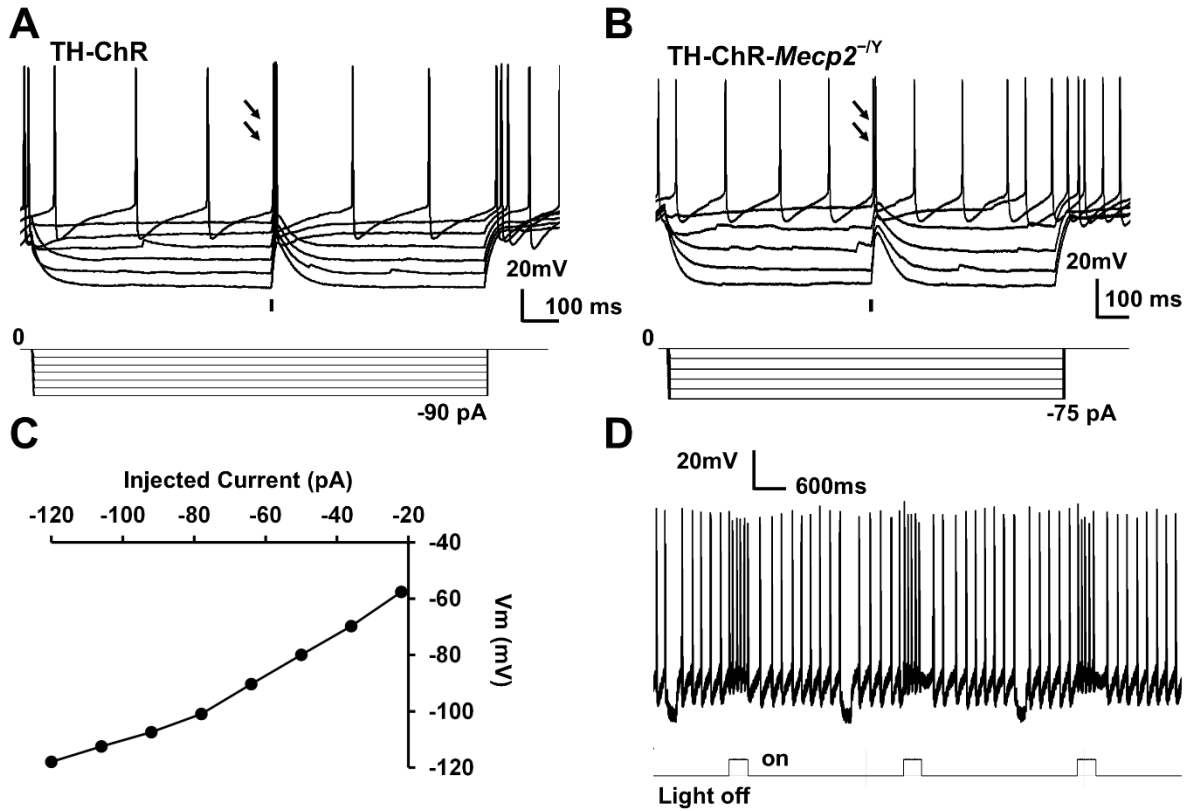 A
TH-ChR
20mV
100 ms
0
-90 pA
B
TH-ChR-Mecp2⁻/Y
20mV
100 ms
0
-75 pA
C
Injected Current (pA)
-120 -100 -80 -60 -40 -20
-40
-60
-80
-100
-120
Vm (mV)
D
20mV
600ms
on
Light off